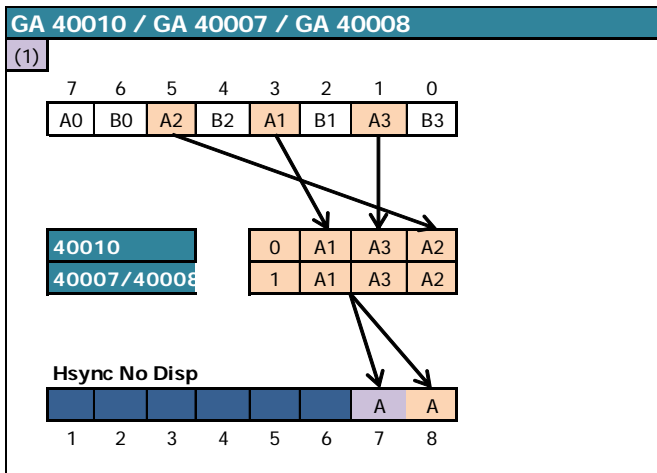 GA 40010 / GA 40007 / GA 40008
(1)
7 6 5 4 3 2 1 0
A0 B0 A2 B2 A1 B1 A3 B3
40010 0 A1 A3 A2
40007/40008 1 A1 A3 A2
Hsync No Disp
A A
1 2 3 4 5 6 7 8